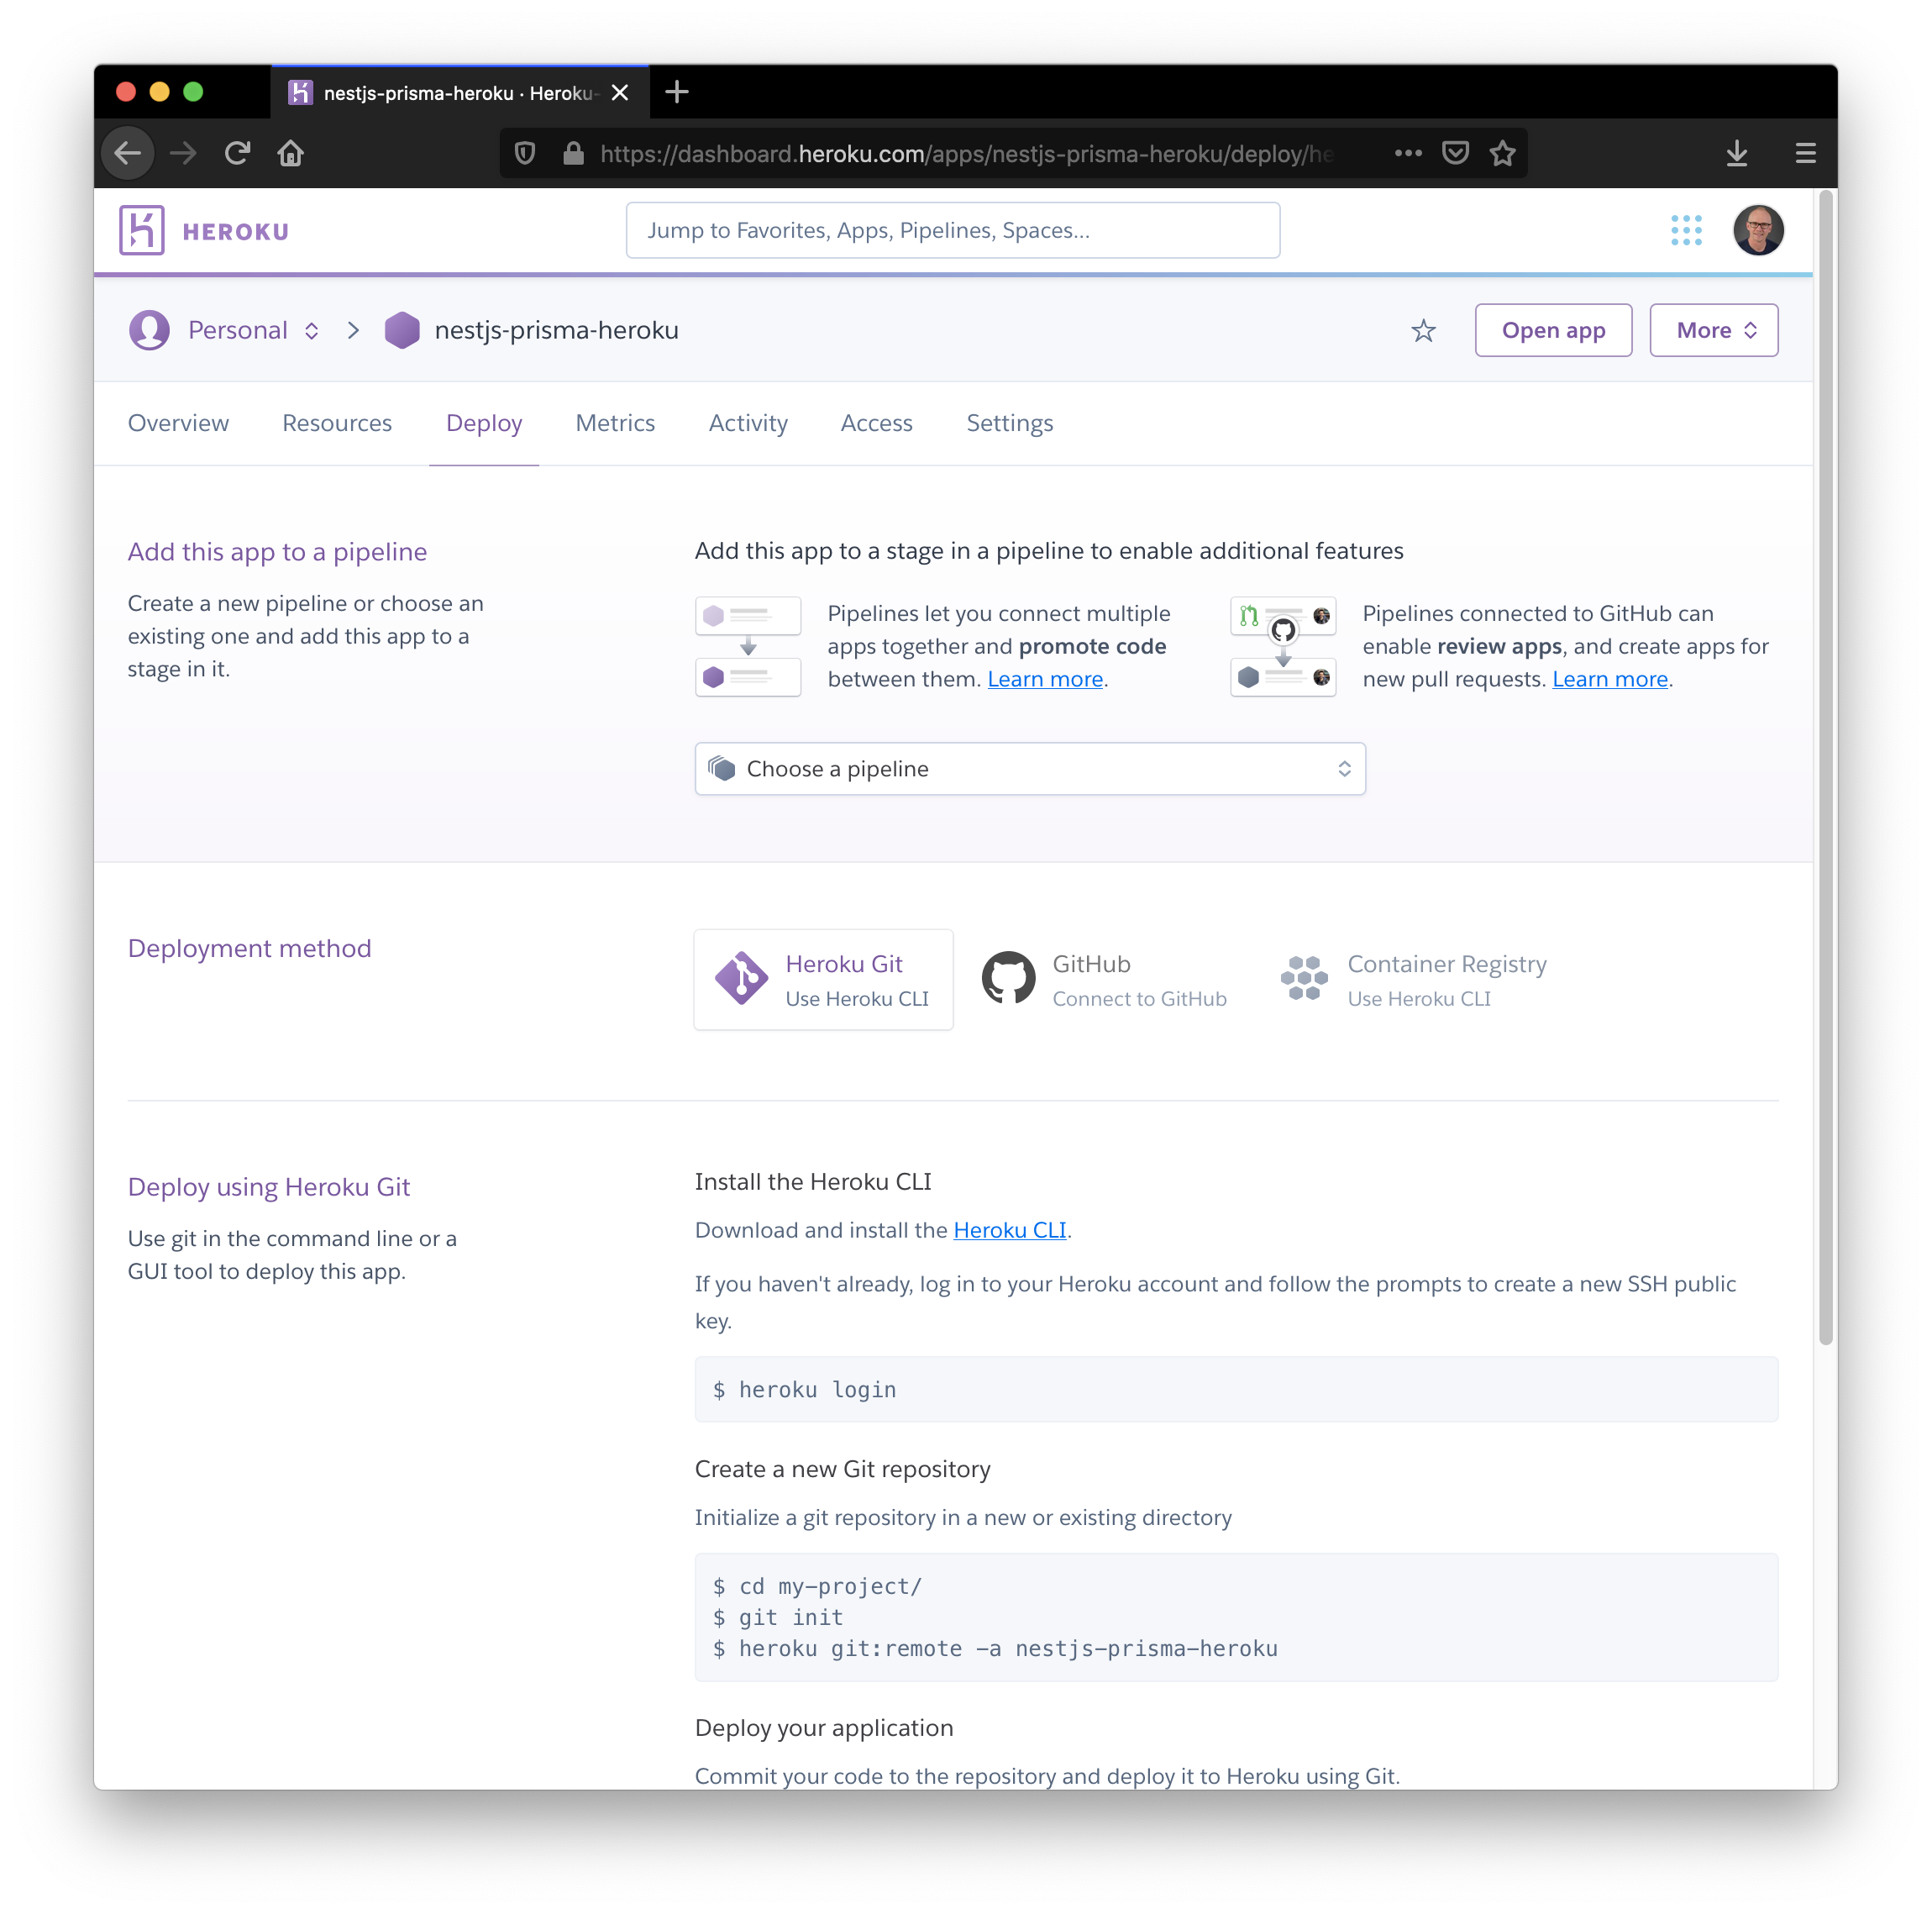 nestjs-prisma-heroku · Heroku
https://dashboard.heroku.com/apps/nestjs-prisma-heroku/deploy/he
HEROKU
Jump to Favorites, Apps, Pipelines, Spaces...
Personal
nestjs-prisma-heroku
Open app
More
Overview Resources Deploy Metrics Activity Access Settings
Add this app to a pipeline
Create a new pipeline or choose an
existing one and add this app to a
stage in it.
Add this app to a stage in a pipeline to enable additional features
Pipelines let you connect multiple
apps together and promote code
between them. Learn more.
Pipelines connected to GitHub can
enable review apps, and create apps for
new pull requests. Learn more.
Choose a pipeline
Deployment method
Heroku Git
Use Heroku CLI
GitHub
Connect to GitHub
Container Registry
Use Heroku CLI
Deploy using Heroku Git
Use git in the command line or a
GUI tool to deploy this app.
Install the Heroku CLI
Download and install the Heroku CLI.
If you haven't already, log in to your Heroku account and follow the prompts to create a new SSH public
key.
$ heroku login
Create a new Git repository
Initialize a git repository in a new or existing directory
$ cd my-project/
$ git init
$ heroku git:remote -a nestjs-prisma-heroku
Deploy your application
Commit your code to the repository and deploy it to Heroku using Git.